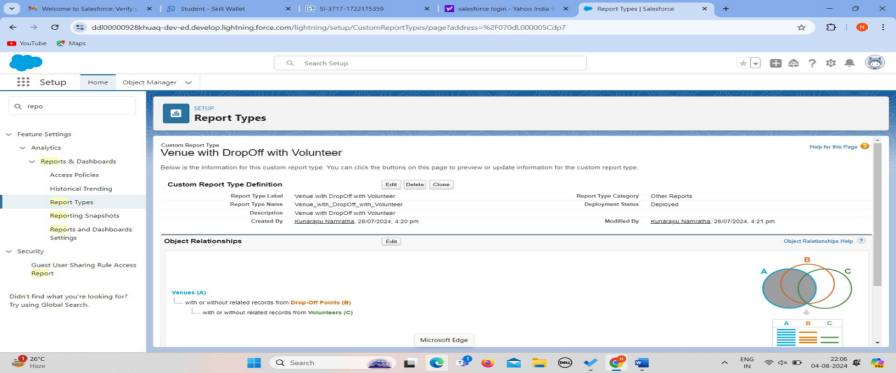 Welcome to Salesforce: Verify y
Student - Skill Wallet
SI-3717-1722175359
salesforce login - Yahoo India S
Report Types | Salesforce
ddl00000928khuaq-dev-ed.develop.lightning.force.com/lightning/setup/CustomReportTypes/page?address=%2F070dL000005Cdp7
YouTube
Maps
Search Setup
Setup
Home
Object Manager
repo
SETUP
Report Types
Feature Settings
Analytics
Reports & Dashboards
Access Policies
Historical Trending
Report Types
Reporting Snapshots
Reports and Dashboards
Settings
Security
Guest User Sharing Rule Access
Report
Didn't find what you're looking for?
Try using Global Search.
Custom Report Type
Venue with DropOff with Volunteer
Help for this Page
Below is the information for this custom report type. You can click the buttons on this page to preview or update information for the custom report type.
Custom Report Type Definition
Edit Delete Clone
Report Type Label Venue with DropOff with Volunteer Report Type Category Other Reports
Report Type Name Venue_with_DropOff_with_Volunteer Deployment Status Deployed
Description Venue with DropOff with Volunteer
Created By Kunarapu Namratha, 28/07/2024, 4:20 pm Modified By Kunarapu Namratha, 28/07/2024, 4:21 pm
Object Relationships Edit Object Relationships Help
Venues (A)
with or without related records from Drop-Off Points (B)
with or without related records from Volunteers (C)
A B C
A B C
Microsoft Edge
26°C
Haze
Search
ENG
IN
22:06
04-08-2024